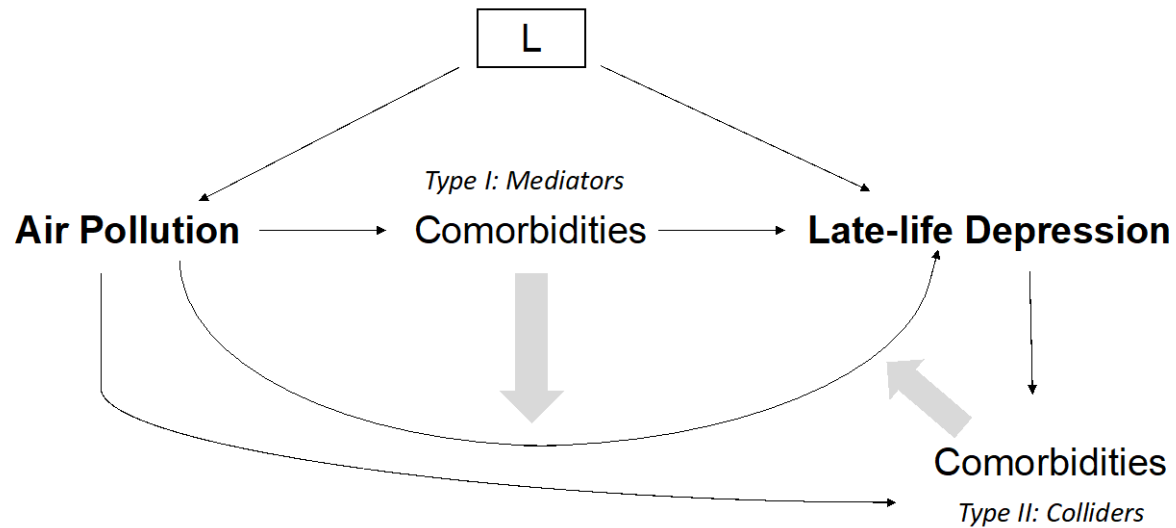 L
Type I: Mediators
Air Pollution
Comorbidities
Late-life Depression
Comorbidities
Type II: Colliders